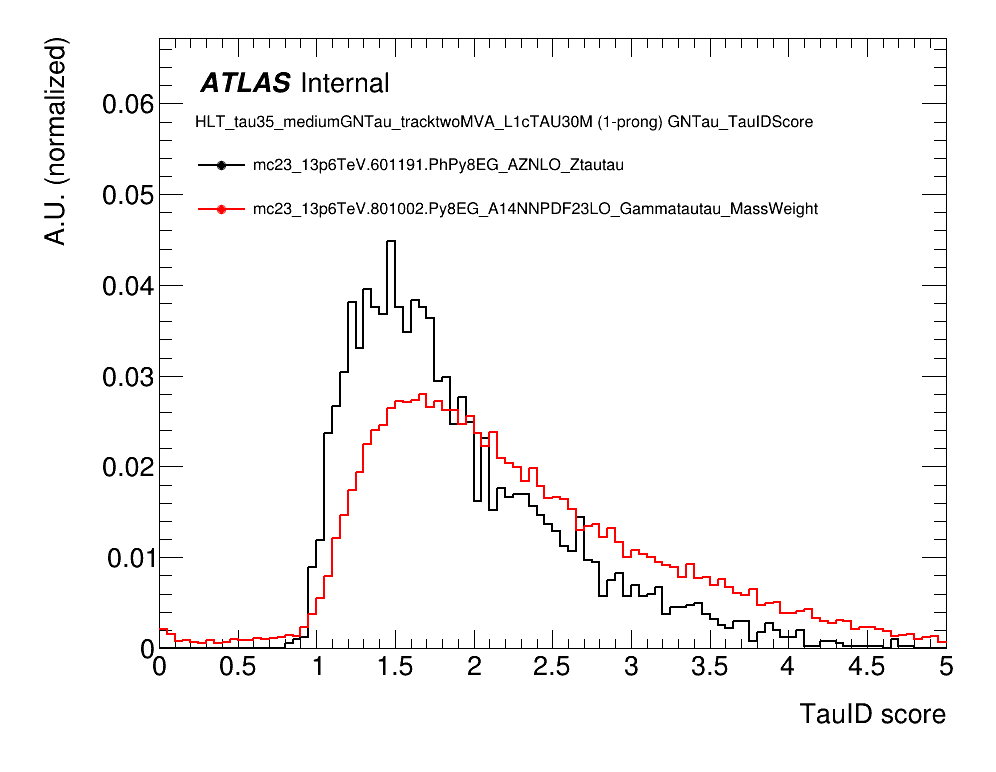 A.U. (normalized)
ATLAS Internal
HLT_tau35_mediumGNTau_tracktwoMVA_L1cTAU30M (1-prong) GNTau_TauIDScore
mc23_13p6TeV.601191.PhPy8EG_AZNLO_Ztautau
mc23_13p6TeV.801002.Py8EG_A14NNPDF23LO_Gammatautau_MassWeight
0.06
0.05
0.04
0.03
0.02
0.01
0
0 0.5 1 1.5 2 2.5 3 3.5 4 4.5 5
TauID score